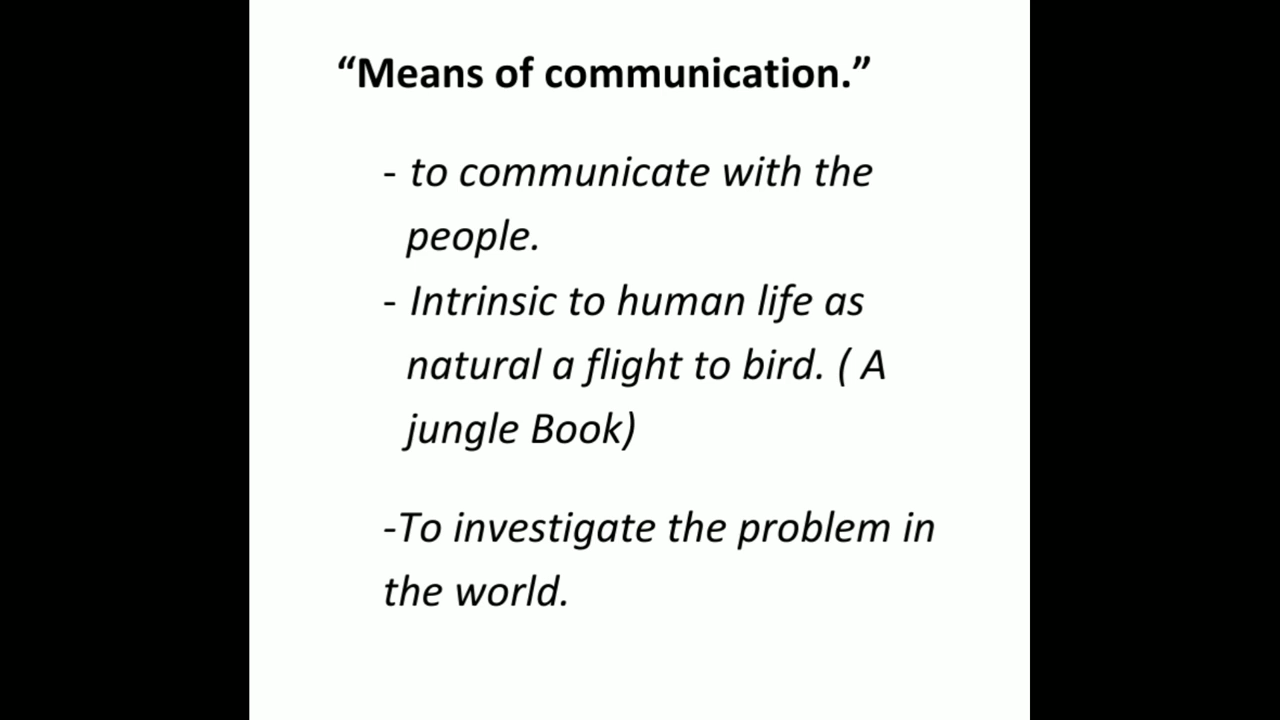 “Means of communication.”
- to communicate with the
people.
- Intrinsic to human life as
natural a flight to bird. ( A
jungle Book)
-To investigate the problem in
the world.